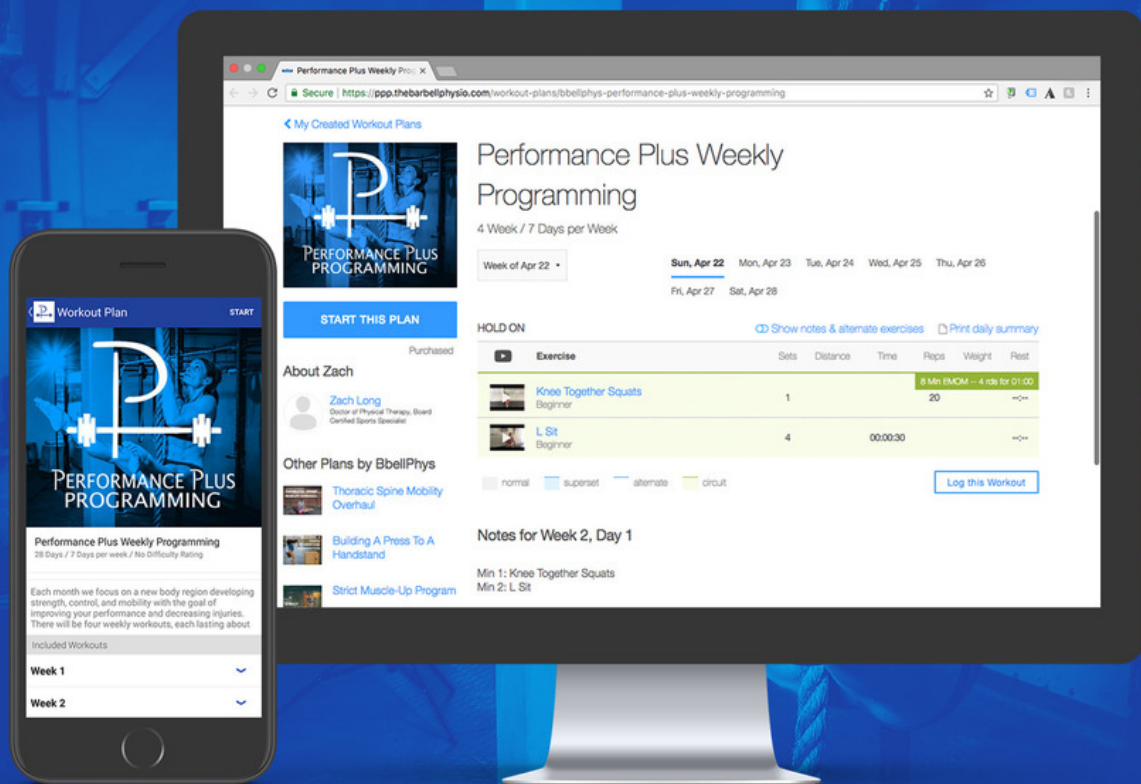 Performance Plus Weekly Prog
Secure | https://ppp.thebarbellphysio.com/workout-plans/bbellphys-performance-plus-weekly-programming
My Created Workout Plans
PERFORMANCE PLUS
PROGRAMMING
START THIS PLAN
Purchased
About Zach
Zach Long
Doctor of Physical Therapy, Board
Certified Sports Specialist
Other Plans by BbellPhys
Thoracic Spine Mobility
Overhaul
Building A Press To A
Handstand
Strict Muscle-Up Program
Performance Plus Weekly
Programming
4 Week / 7 Days per Week
Week of Apr 22
Sun, Apr 22 Mon, Apr 23 Tue, Apr 24 Wed, Apr 25 Thu, Apr 26
Fri, Apr 27 Sat, Apr 28
HOLD ON Show notes & alternate exercises Print daily summary
Exercise Sets Distance Time Reps Weight Rest
8 Min EMOM -- 4 rds for 01:00
Knee Together Squats 1 20 --:--
Beginner
L Sit 4 00:00:30 --:--
Beginner
normal superset alternate circuit
Log this Workout
Notes for Week 2, Day 1
Min 1: Knee Together Squats
Min 2: L Sit
Workout Plan START
PERFORMANCE PLUS
PROGRAMMING
Performance Plus Weekly Programming
28 Days / 7 Days per week / No Difficulty Rating
Each month we focus on a new body region developing
strength, control, and mobility with the goal of
improving your performance and decreasing injuries.
There will be four weekly workouts, each lasting about
Included Workouts
Week 1
Week 2